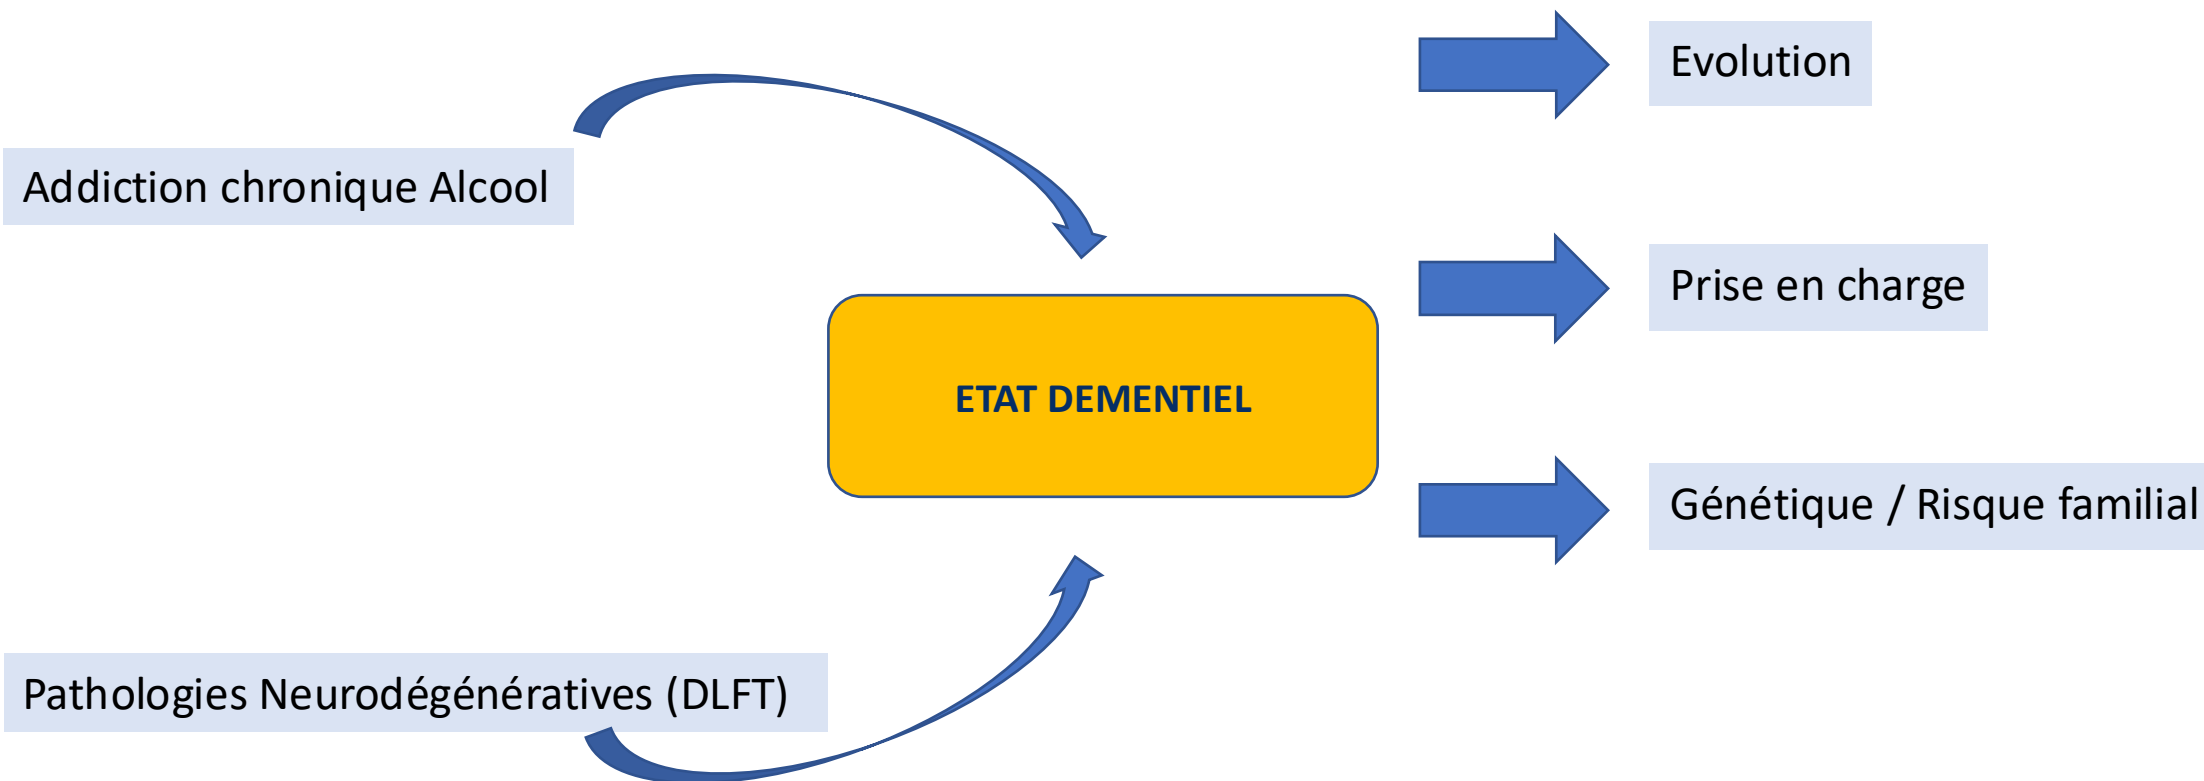 Addiction chronique Alcool
Pathologies Neurodégénératives (DLFT)
ETAT DEMENTIEL
Evolution
Prise en charge
Génétique / Risque familial